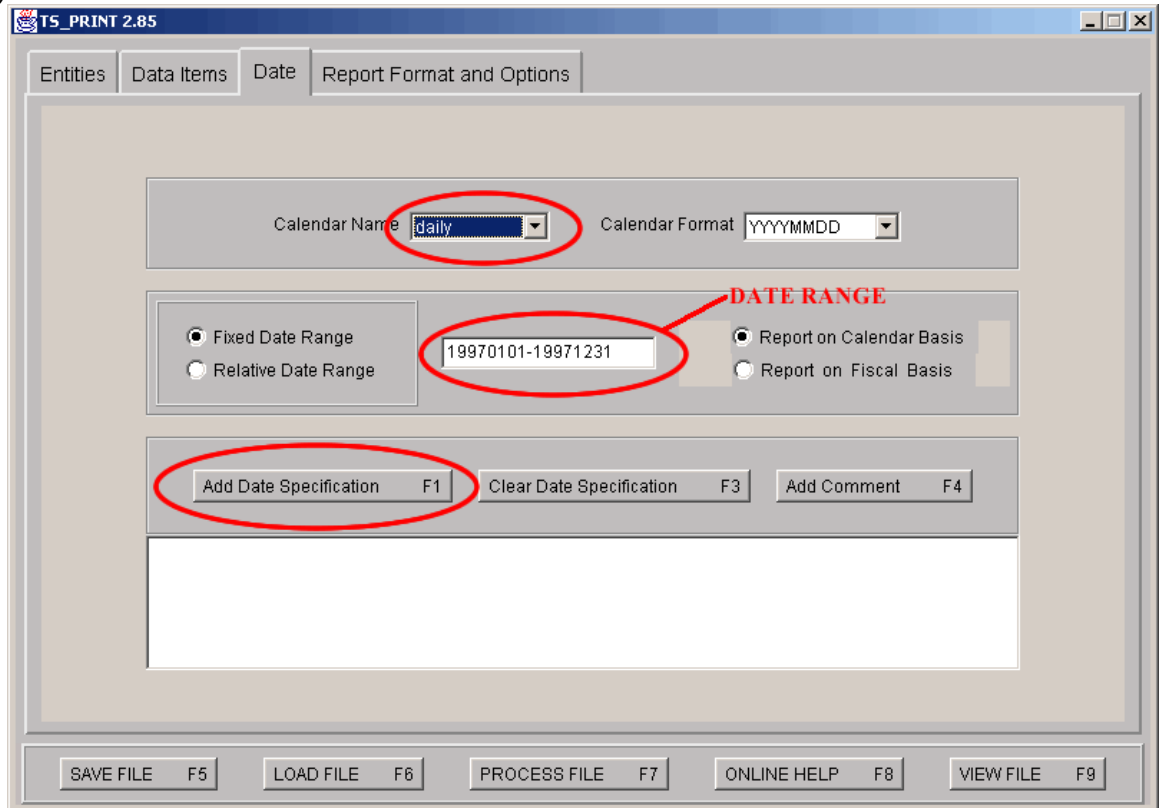 TS_PRINT 2.85
Entities Data Items Date Report Format and Options
Calendar Name daily Calendar Format YYYYMMDD
DATE RANGE
Fixed Date Range 19970101-19971231 Report on Calendar Basis
Relative Date Range Report on Fiscal Basis
Add Date Specification F1 Clear Date Specification F3 Add Comment F4
SAVE FILE F5 LOAD FILE F6 PROCESS FILE F7 ONLINE HELP F8 VIEW FILE F9